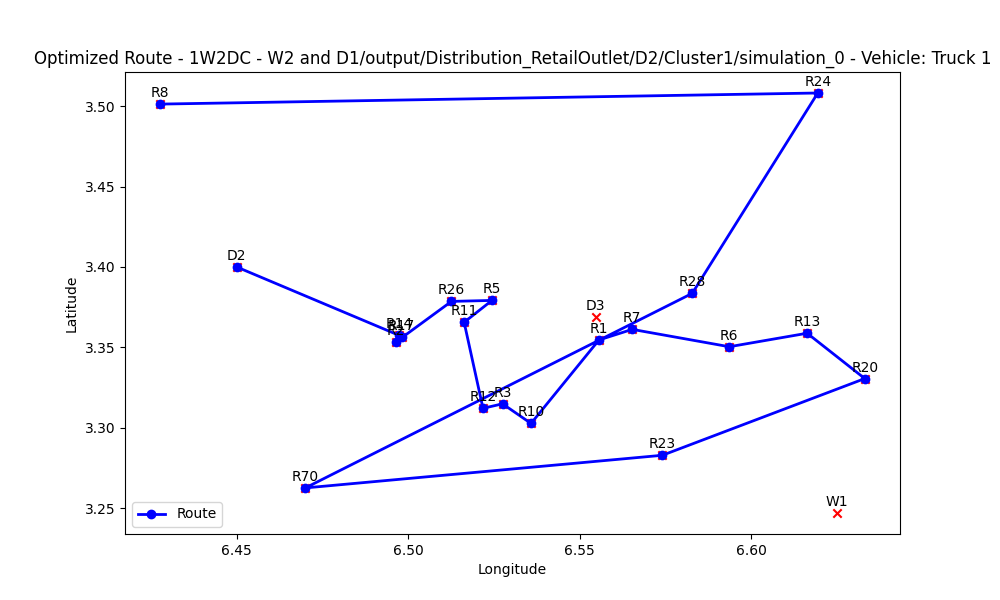 Optimized Route - 1W2DC - W2 and D1/output/Distribution_RetailOutlet/D2/Cluster1/simulation_0 - Vehicle: Truck 1
R8
R24
3.50
3.45
D2
3.40
R26
R5
R28
R11
D3
R7
R13
R17
R1
R6
3.35
R20
R12
R3
R10
3.30
R23
R70
W1
3.25
Route
6.45
6.50
6.55
6.60
Longitude
Latitude